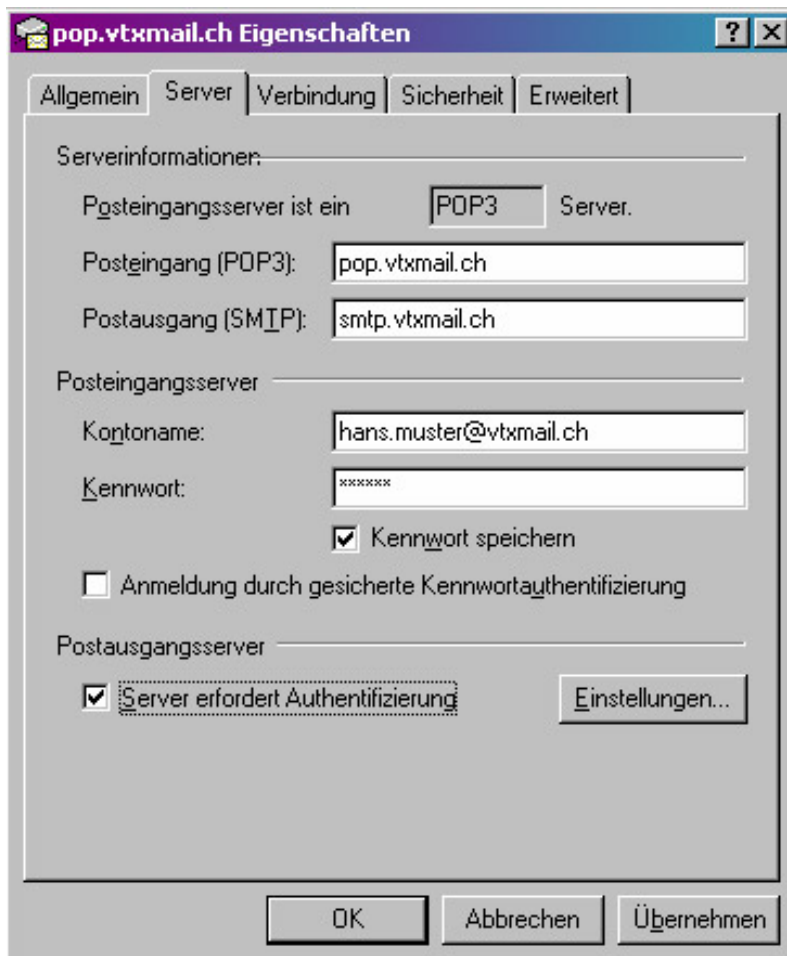 pop.vtxmail.ch Eigenschaften
Allgemein Server Verbindung Sicherheit Erweitert
Serverinformationen
Posteingangsserver ist ein POP3 Server.
Posteingang (POP3): pop.vtxmail.ch
Postausgang (SMTP): smtp.vtxmail.ch
Posteingangsserver
Kontoname: hans.muster@vtxmail.ch
Kennwort: ******
Kennwort speichern
Anmeldung durch gesicherte Kennwortauthentifizierung
Postausgangsserver
Server erfordert Authentifizierung Einstellungen...
OK Abbrechen Übernehmen